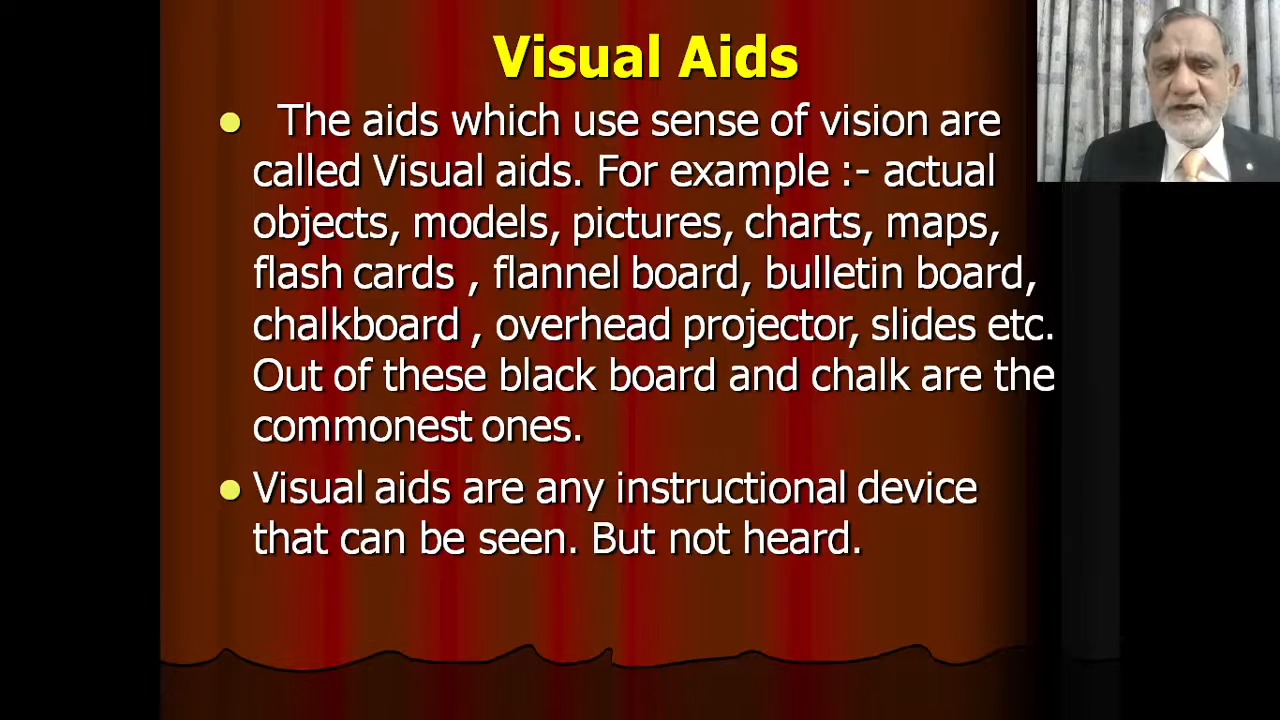 Visual Aids
The aids which use sense of vision are
called Visual aids. For example :- actual
objects, models, pictures, charts, maps,
flash cards , flannel board, bulletin board,
chalkboard , overhead projector, slides etc.
Out of these black board and chalk are the
commonest ones.
Visual aids are any instructional device
that can be seen. But not heard.